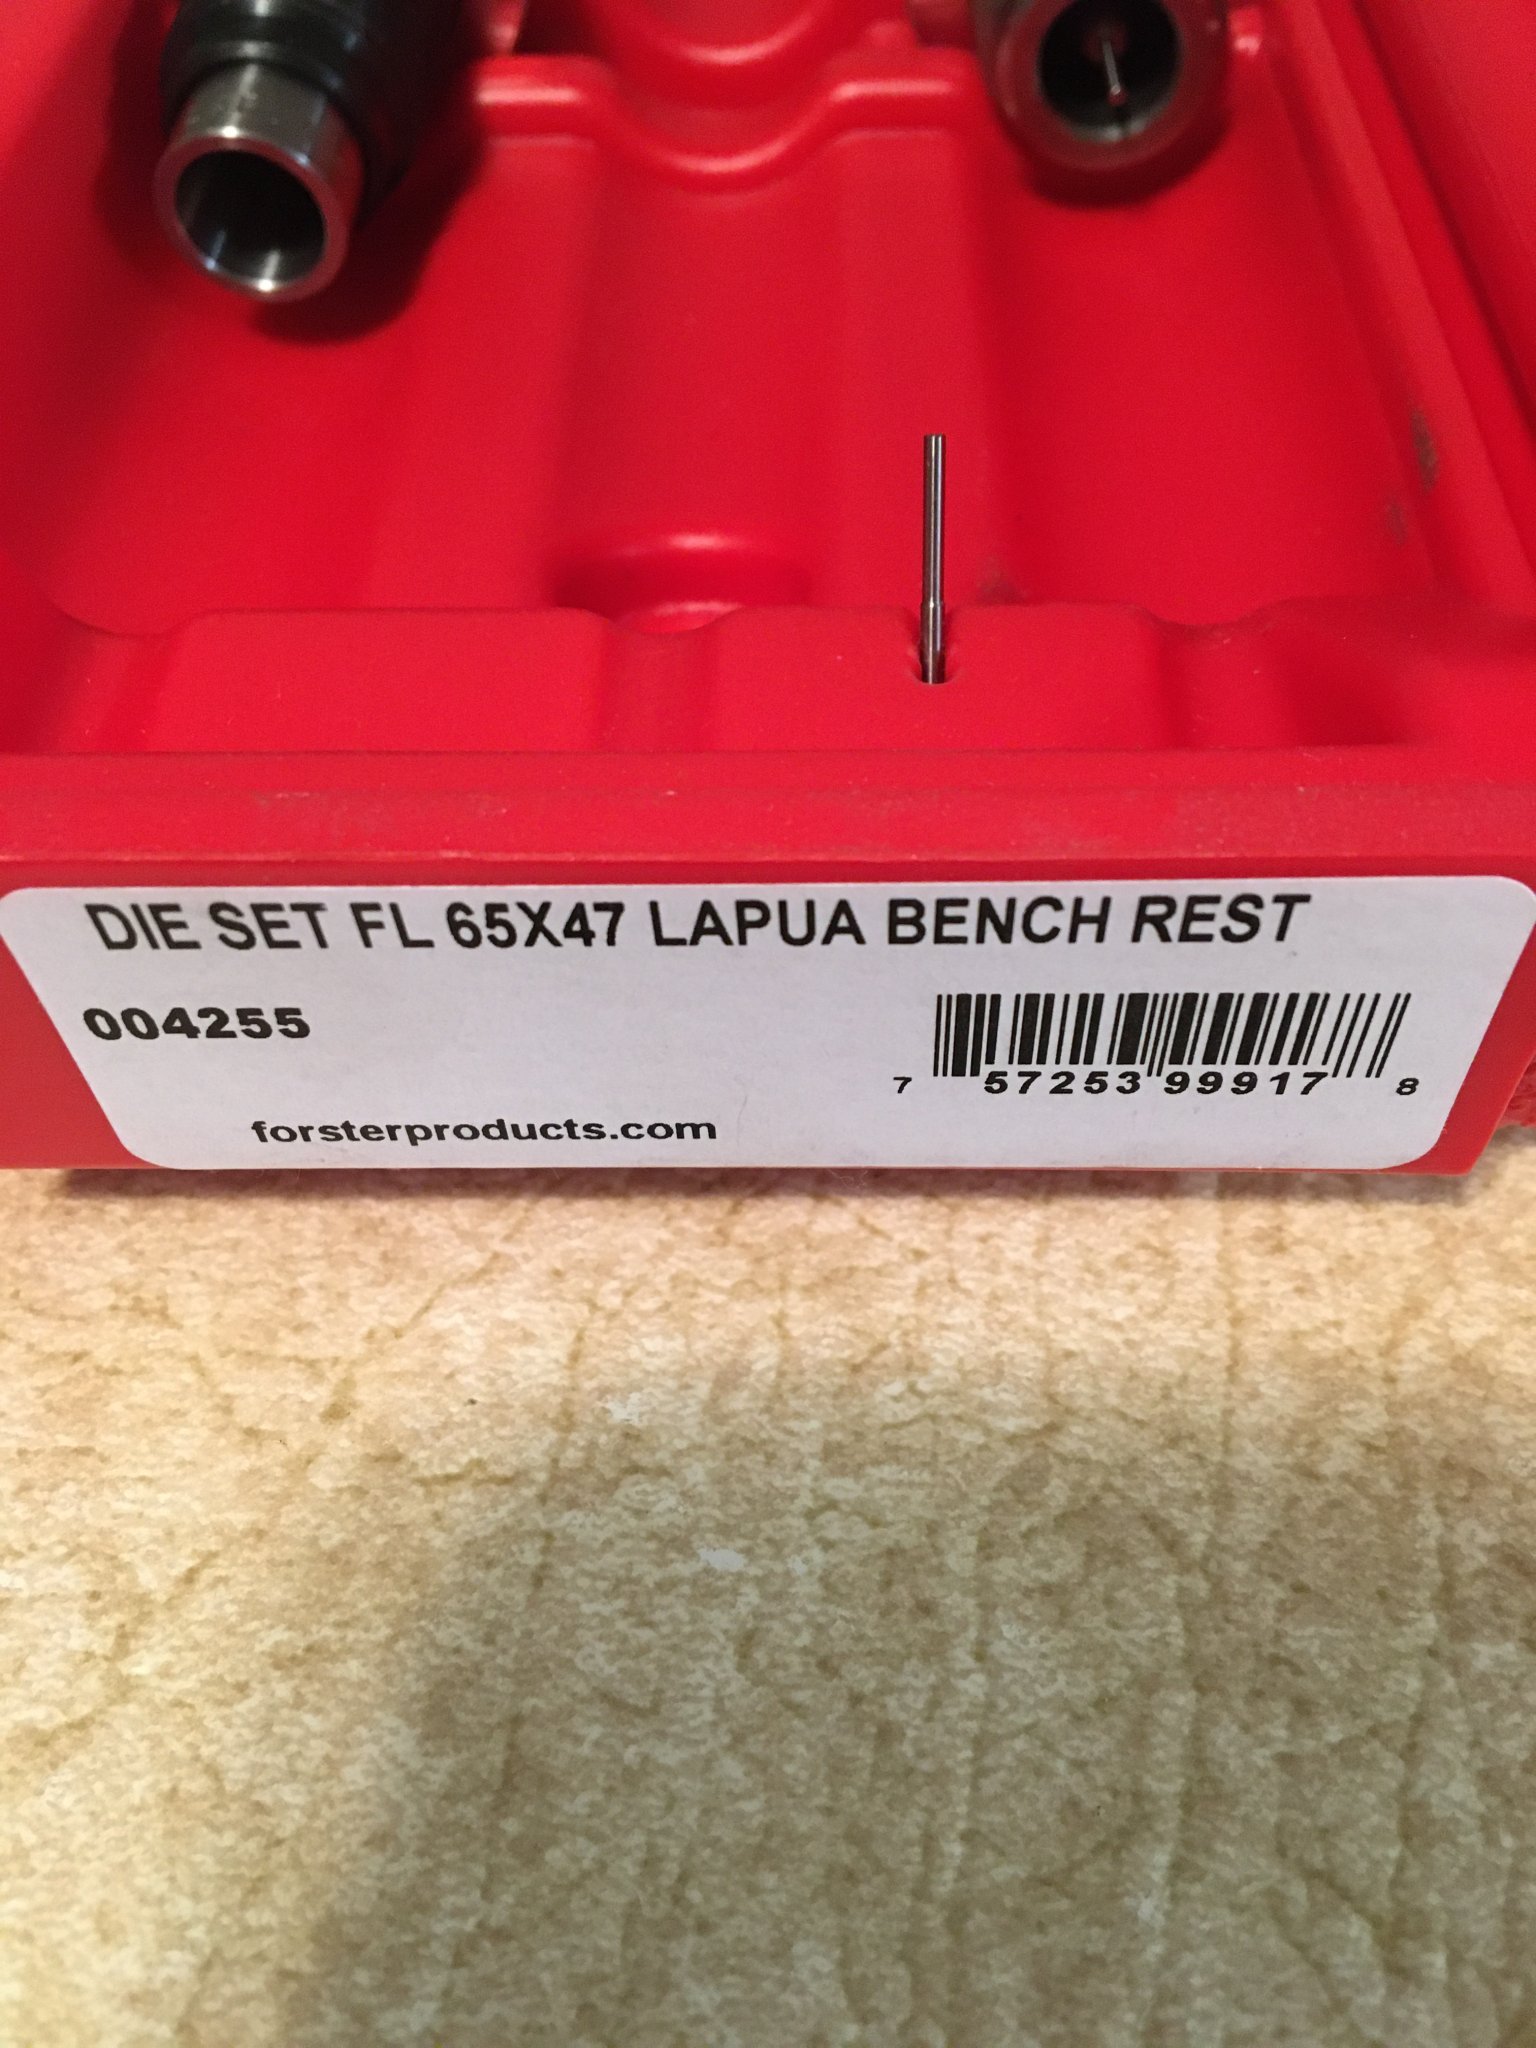 DIE SET FL 65X47 LAPUA BENCH REST
004255
7 57253 99917 8
forsterproducts.com